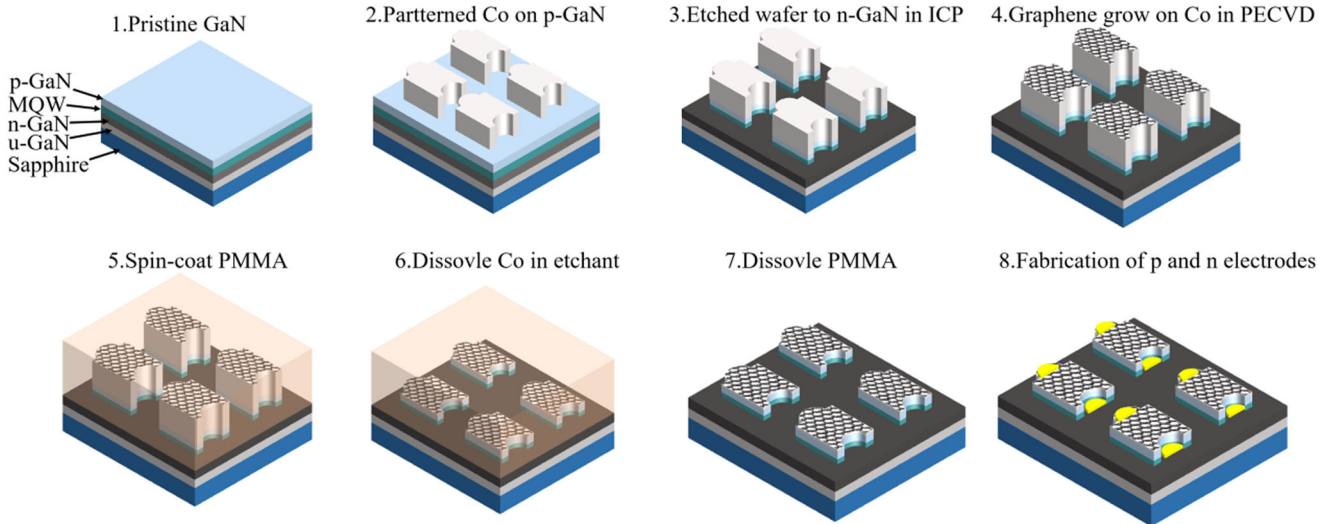 1.Pristine GaN
p-GaN
MQW
n-GaN
u-GaN
Sapphire
2.Partterned Co on p-GaN
3.Etched wafer to n-GaN in ICP
4.Graphene grow on Co in PECVD
5.Spin-coat PMMA
6.Dissovle Co in etchant
7.Dissovle PMMA
8.Fabrication of p and n electrodes